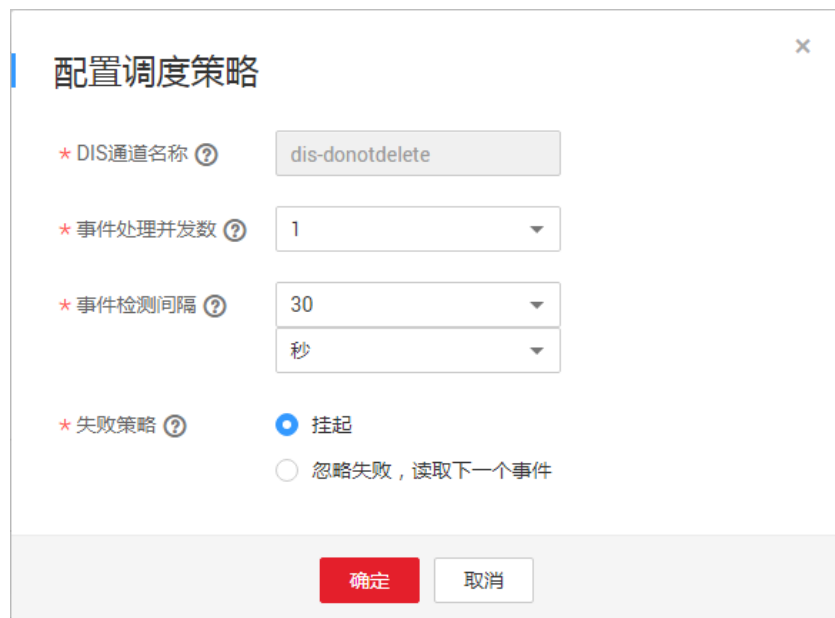 配置调度策略
* DIS通道名称 ? dis-donotdelete
* 事件处理并发数 ? 1
* 事件检测间隔 ? 30
秒
* 失败策略 ? 挂起
忽略失败，读取下一个事件
确定 取消